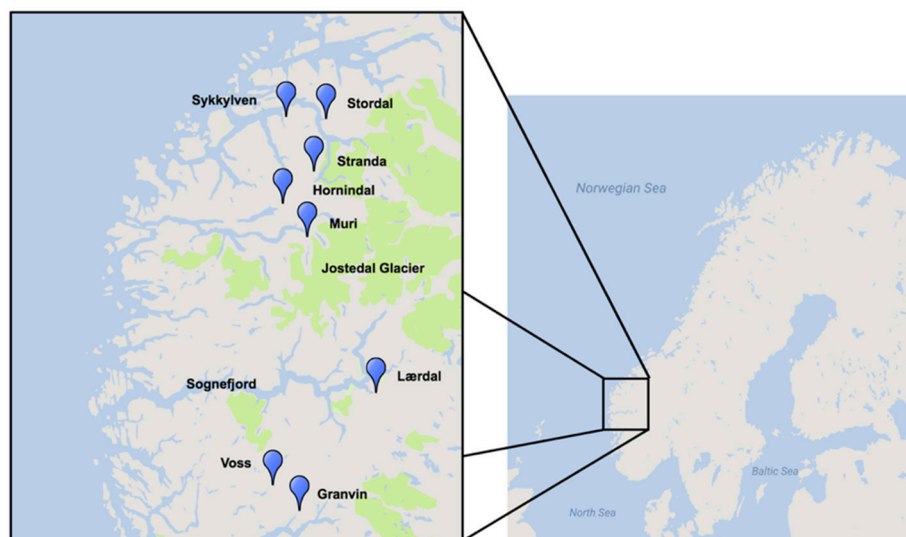 Sykkylven
Stordal
Stranda
Hornindal
Muri
Jostedal Glacier
Lærdal
Sognefjord
Voss
Granvin
Norwegian Sea
Baltic Sea
North Sea